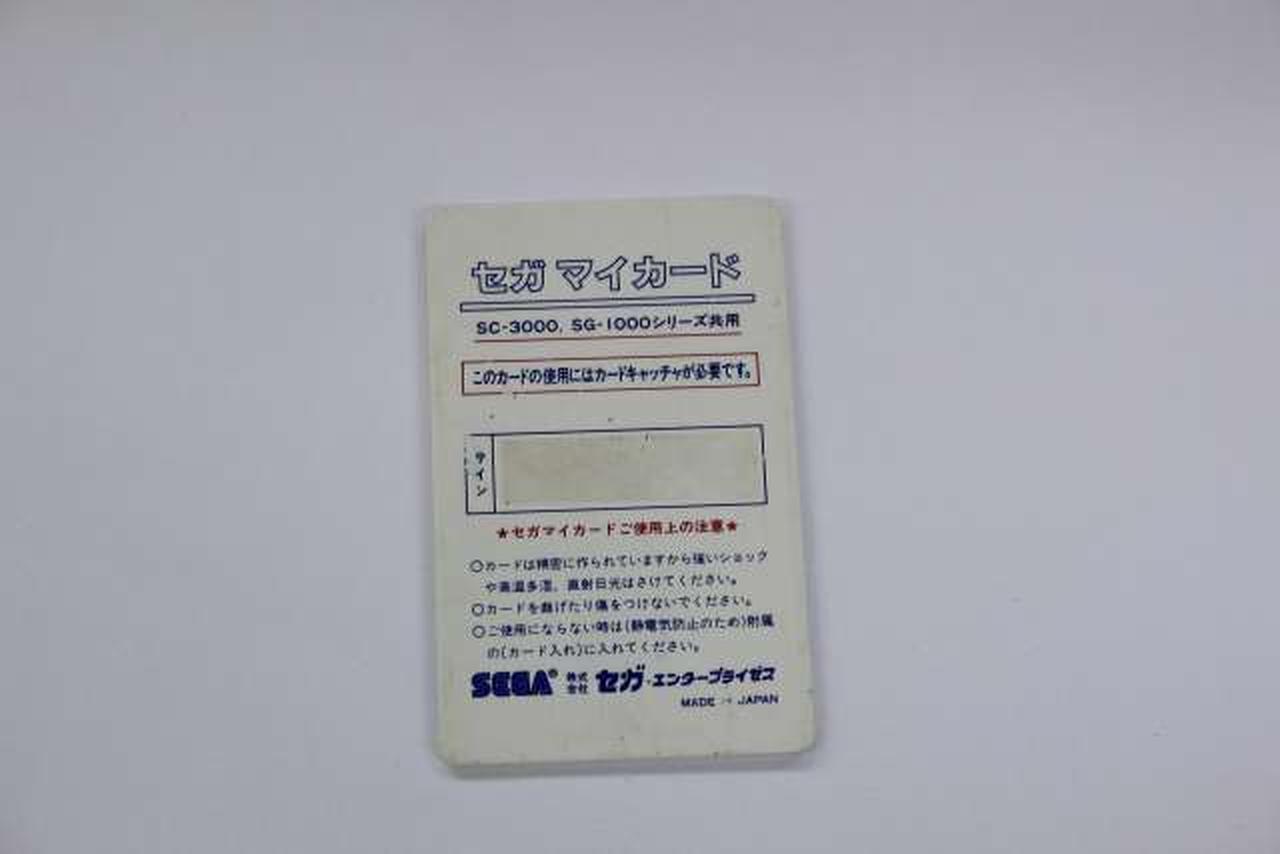 セガ マイカード
SC-3000, SG-1000シリーズ共用
このカードの使用にはカードキャッチャが必要です。
サイン
★セガマイカードご使用上の注意★
○カードは精密に作られていますから強いショック
や高温多湿、直射日光はさけてください。
○カードを曲げたり傷をつけないでください。
○ご使用にならない時は(静電気防止のため)附属
の(カード入れ)に入れてください。
SEGA® 株式会社 セガ・エンタープライゼス
MADE IN JAPAN